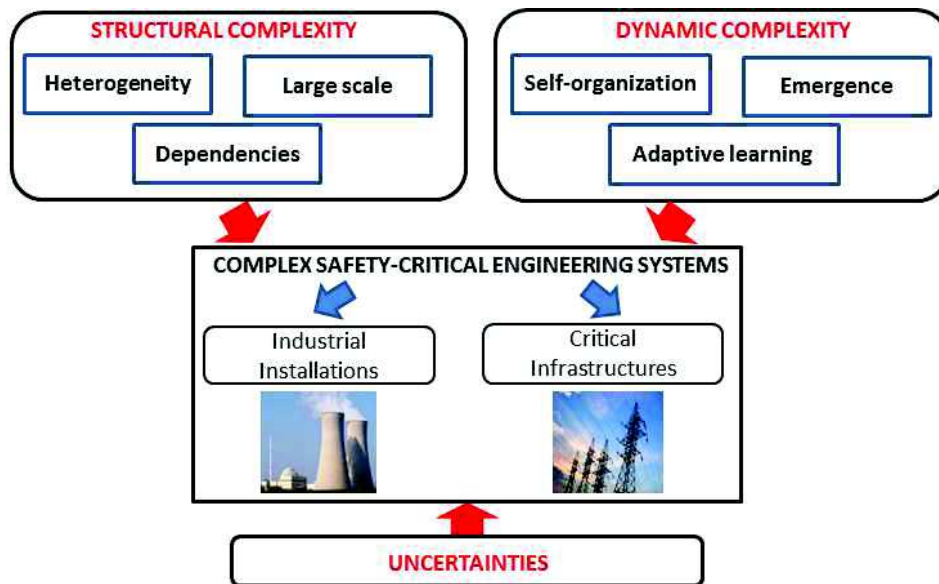 STRUCTURAL COMPLEXITY
Heterogeneity
Large scale
Dependencies
DYNAMIC COMPLEXITY
Self-organization
Emergence
Adaptive learning
COMPLEX SAFETY-CRITICAL ENGINEERING SYSTEMS
Industrial
Installations
Critical
Infrastructures
UNCERTAINTIES